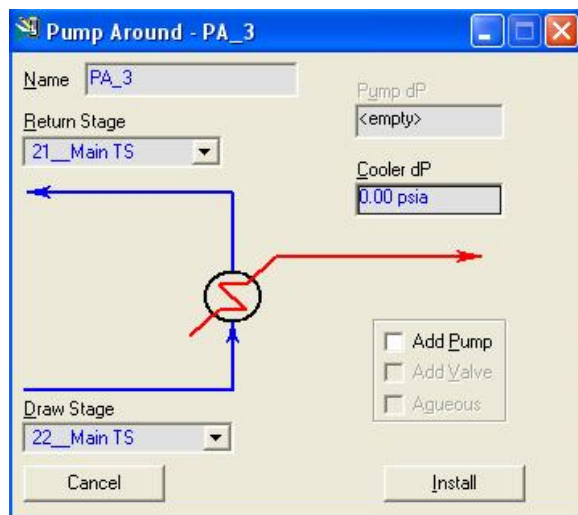 Pump Around - PA_3
Name PA_3
Pump dP
<empty>
Return Stage
21__Main TS
Cooler dP
0.00 psia
Add Pump
Add Valve
Aqueous
Draw Stage
22__Main TS
Cancel
Install